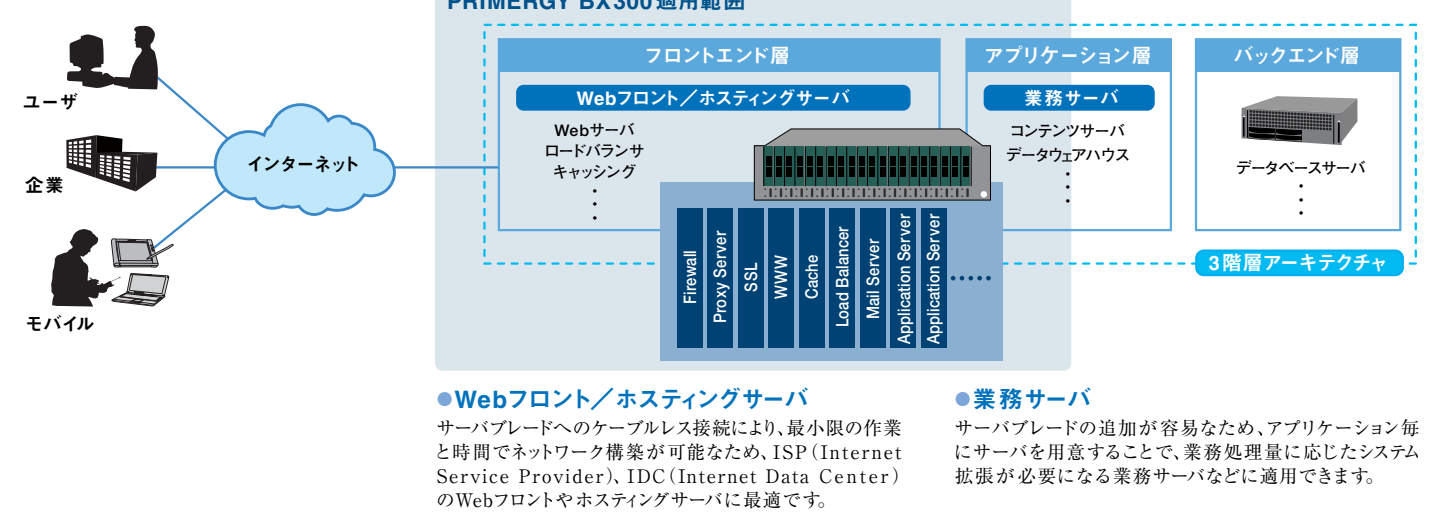 PRIMERGY BX300適用範囲
ユーザ
企業
モバイル
インターネット
フロントエンド層
Webフロント／ホスティングサーバ
Webサーバ
ロードバランサ
キャッシング
・
・
・
アプリケーション層
業務サーバ
コンテンツサーバ
データウェアハウス
・
・
・
バックエンド層
データベースサーバ
・
・
・
Firewall
Proxy Server
SSL
WWW
Cache
Load Balancer
Mail Server
Application Server
Application Server
・・・・・
3階層アーキテクチャ
●Webフロント／ホスティングサーバ
サーバブレードへのケーブルレス接続により、最小限の作業
と時間でネットワーク構築が可能なため、ISP（Internet
Service Provider）、IDC（Internet Data Center）
のWebフロントやホスティングサーバに最適です。
●業務サーバ
サーバブレードの追加が容易なため、アプリケーション毎
にサーバを用意することで、業務処理量に応じたシステム
拡張が必要になる業務サーバなどに適用できます。